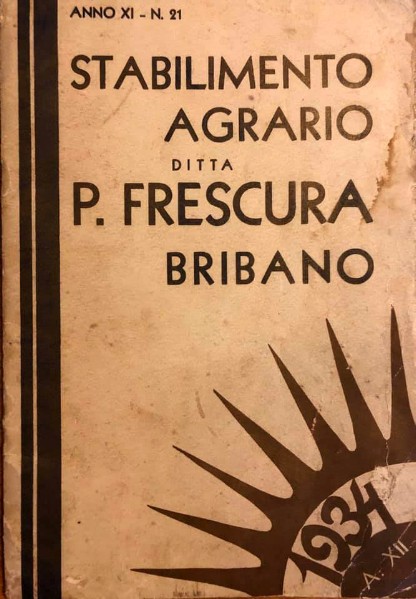 ANNO XI - N. 21
STABILIMENTO
AGRARIO
DITTA
P. FRESCURA
BRIBANO
1934
A. XII